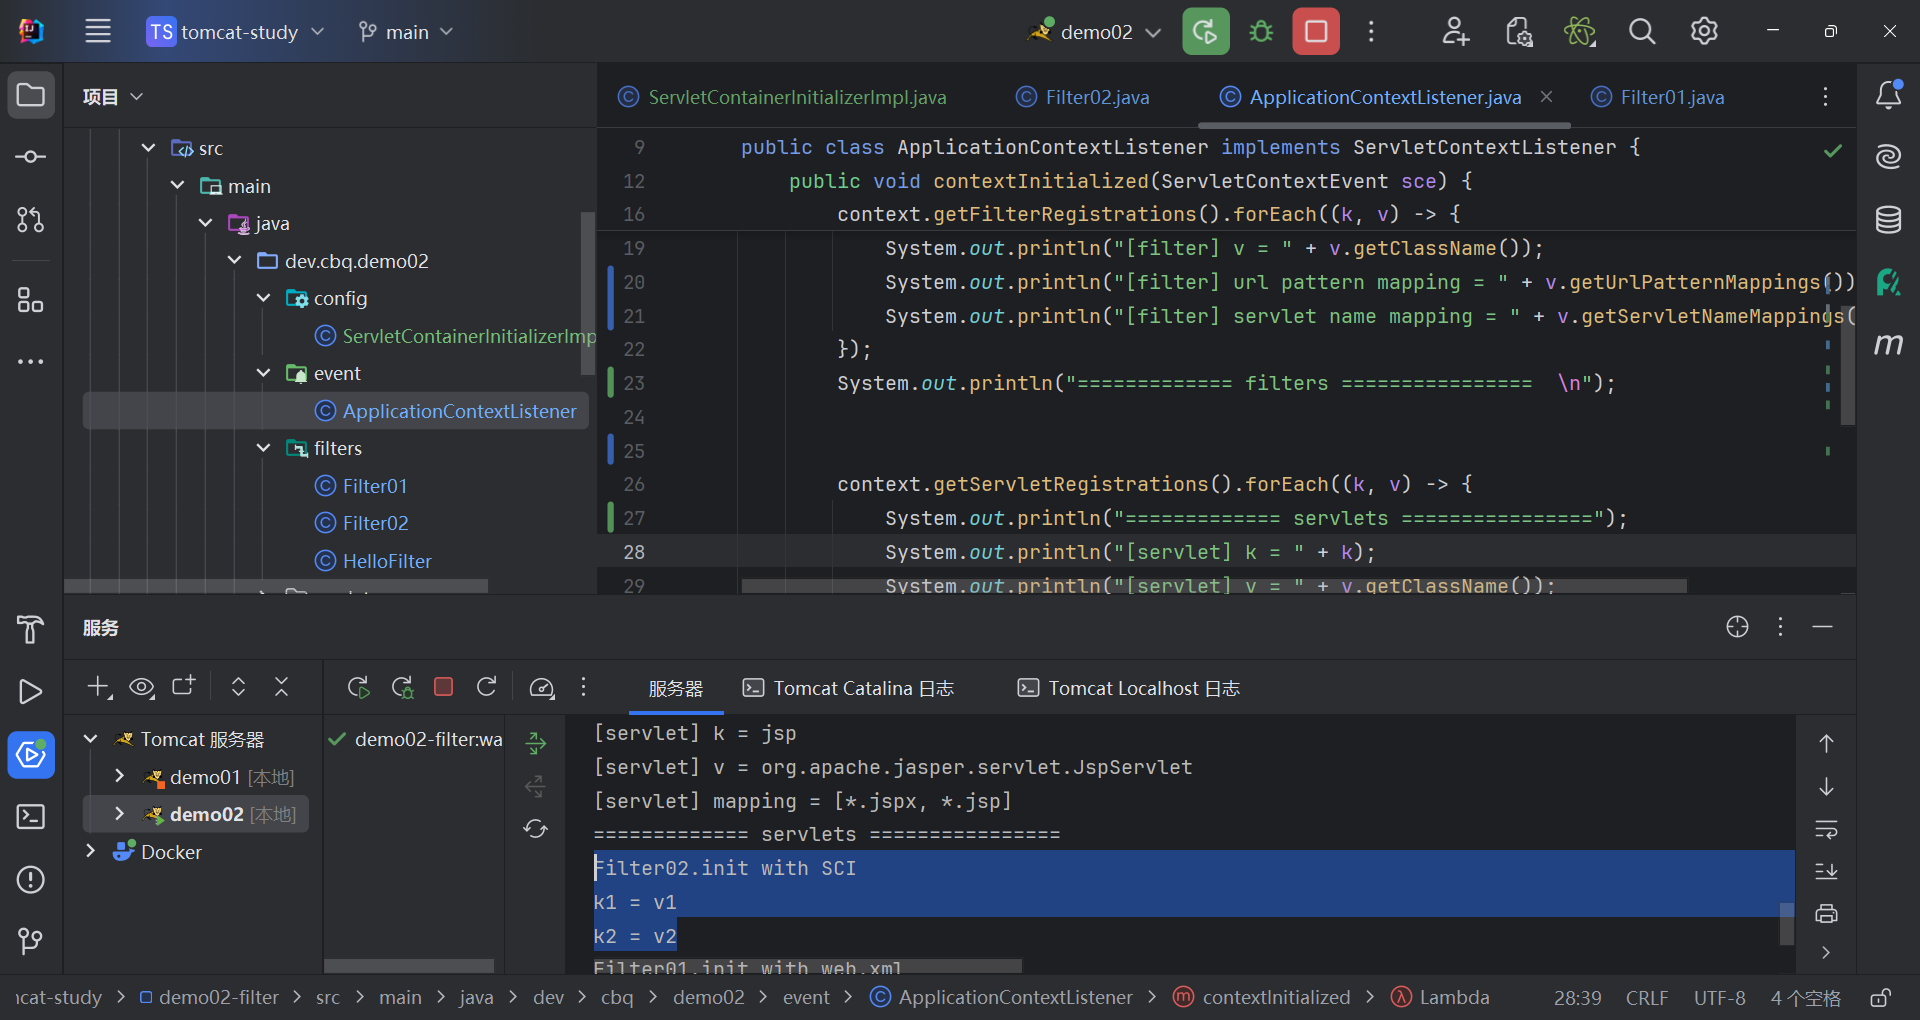 TS tomcat-study
main
demo02
项目
src
main
java
dev.cbq.demo02
config
ServletContainerInitializerImp
event
ApplicationContextListener
filters
Filter01
Filter02
HelloFilter
ServletContainerInitializerImpl.java
Filter02.java
ApplicationContextListener.java
Filter01.java
9 public class ApplicationContextListener implements ServletContextListener {
12 public void contextInitialized(ServletContextEvent sce) {
16 context.getFilterRegistrations().forEach((k, v) -> {
19 System.out.println("[filter] v = " + v.getClassName());
20 System.out.println("[filter] url pattern mapping = " + v.getUrlPatternMappings())
21 System.out.println("[filter] servlet name mapping = " + v.getServletNameMappings(
22 });
23 System.out.println("============= filters ================  \n");
24
25
26 context.getServletRegistrations().forEach((k, v) -> {
27 System.out.println("============= servlets ================");
28 System.out.println("[servlet] k = " + k);
29 System.out.println("[servlet] v = " + v.getClassName());
m
服务
服务器
Tomcat Catalina 日志
Tomcat Localhost 日志
Tomcat 服务器
demo01 [本地]
demo02 [本地]
Docker
demo02-filter:wa
[servlet] k = jsp
[servlet] v = org.apache.jasper.servlet.JspServlet
[servlet] mapping = [*.jspx, *.jsp]
============= servlets ================
Filter02.init with SCI
k1 = v1
k2 = v2
Filter01.init with web.xml
cat-study > demo02-filter > src > main > java > dev > cbq > demo02 > event > ApplicationContextListener > m contextInitialized > λ Lambda
28:39 CRLF UTF-8 4 个空格